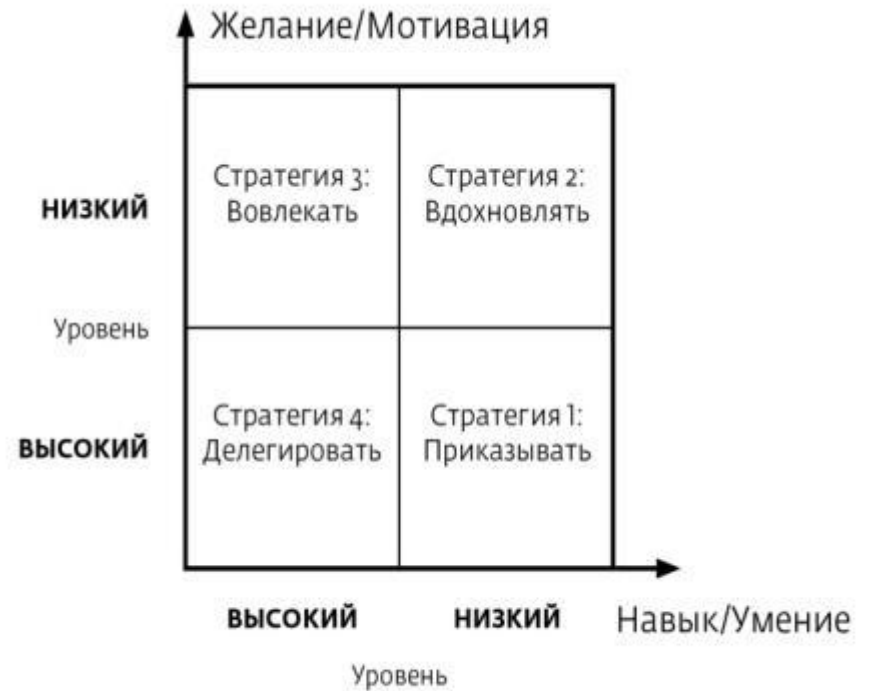 Желание/Мотивация
Стратегия 3:
Вовлекать
Стратегия 2:
Вдохновлять
низкий
Уровень
Стратегия 4:
Делегировать
Стратегия 1:
Приказывать
высокий
высокий
низкий
Навык/Умение
Уровень